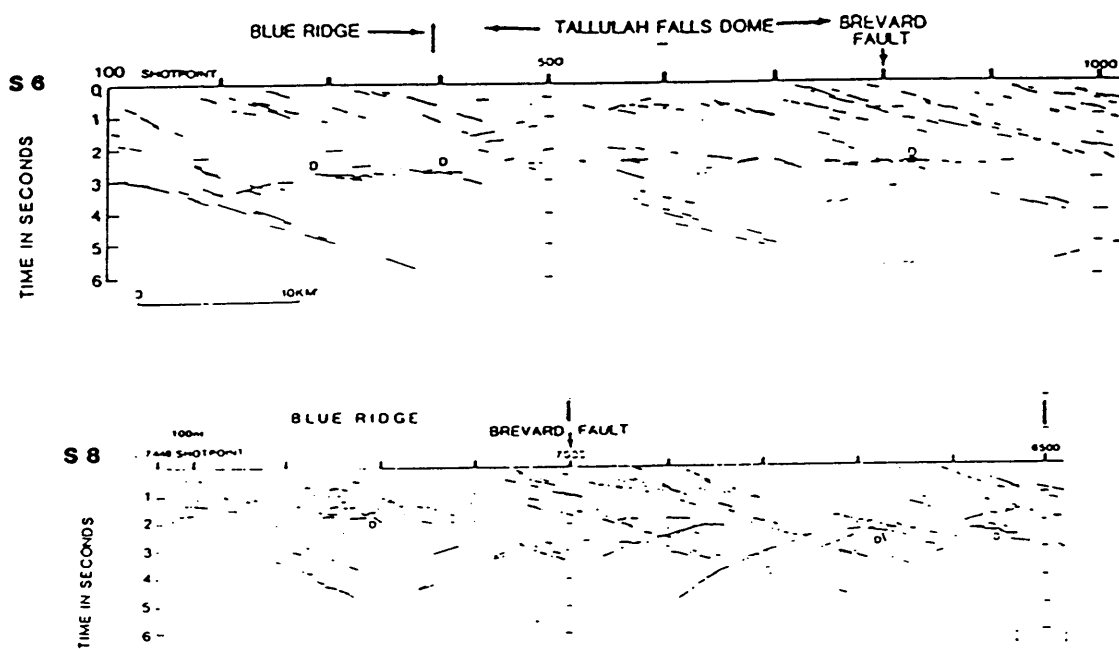 BLUE RIDGE
TALLULAH FALLS DOME
BREVARD
FAULT
S 6
100 SHOTPOINT
500
1000
0
1
2
3
4
5
6
TIME IN SECONDS
D
D
D
10KM
BLUE RIDGE
BREVARD FAULT
S 8
7448 SHOTPOINT
6500
1
2
3
4
5
6
TIME IN SECONDS
D